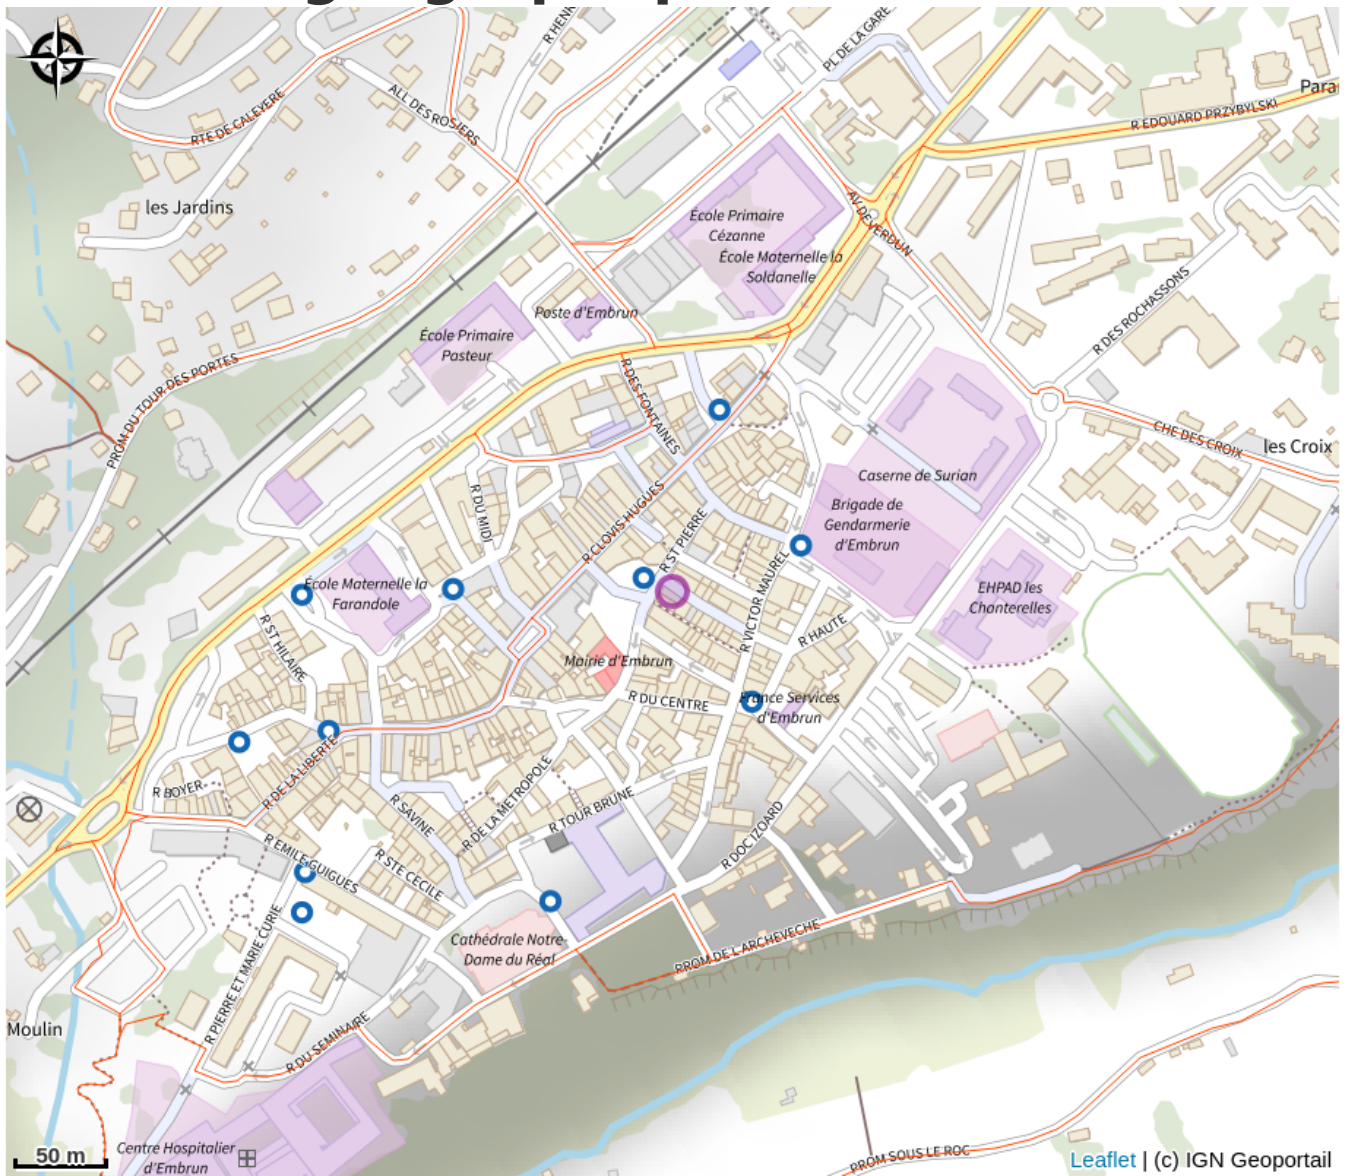 R HENR
PL DE LA GARE
ALL DES ROSIERS
RTE DE CALEYERE
Para
R EDOUARD PRZYBYLSKI
les Jardins
École Primaire
Cézanne
École Maternelle la
Soldanelle
AV DE VERDUN
Poste d'Embrun
École Primaire
Pasteur
R DES ROCHASSONS
PROM DU TOUR DES PORTES
R DES FONTAINES
CHE DES CROIX
les Croix
Caserne de Surian
Brigade de
Gendarmerie
d'Embrun
R DU MIDI
R CLOVIS HUGUES
R ST PIERRE
École Maternelle la
Farandole
EHPAD les
Chanterelles
R VICTOR MAUREL
R HAUTE
R ST HILAIRE
Mairie d'Embrun
R DU CENTRE
France Services
d'Embrun
R BOYER
R DE LA LIBERTE
R SAVINE
R DE LA METROPOLE
R TOUR BRUNE
R DOC IZOARD
R EMILE GUIGUES
R STE CECILE
Cathédrale Notre-
Dame du Réal
PROM DE L'ARCHEVECHE
R PIERRE ET MARIE CURIE
Moulin
R DU SEMINAIRE
Centre Hospitalier
d'Embrun
50 m
PROM SOUS LE ROC
Leaflet | (c) IGN Geoportail